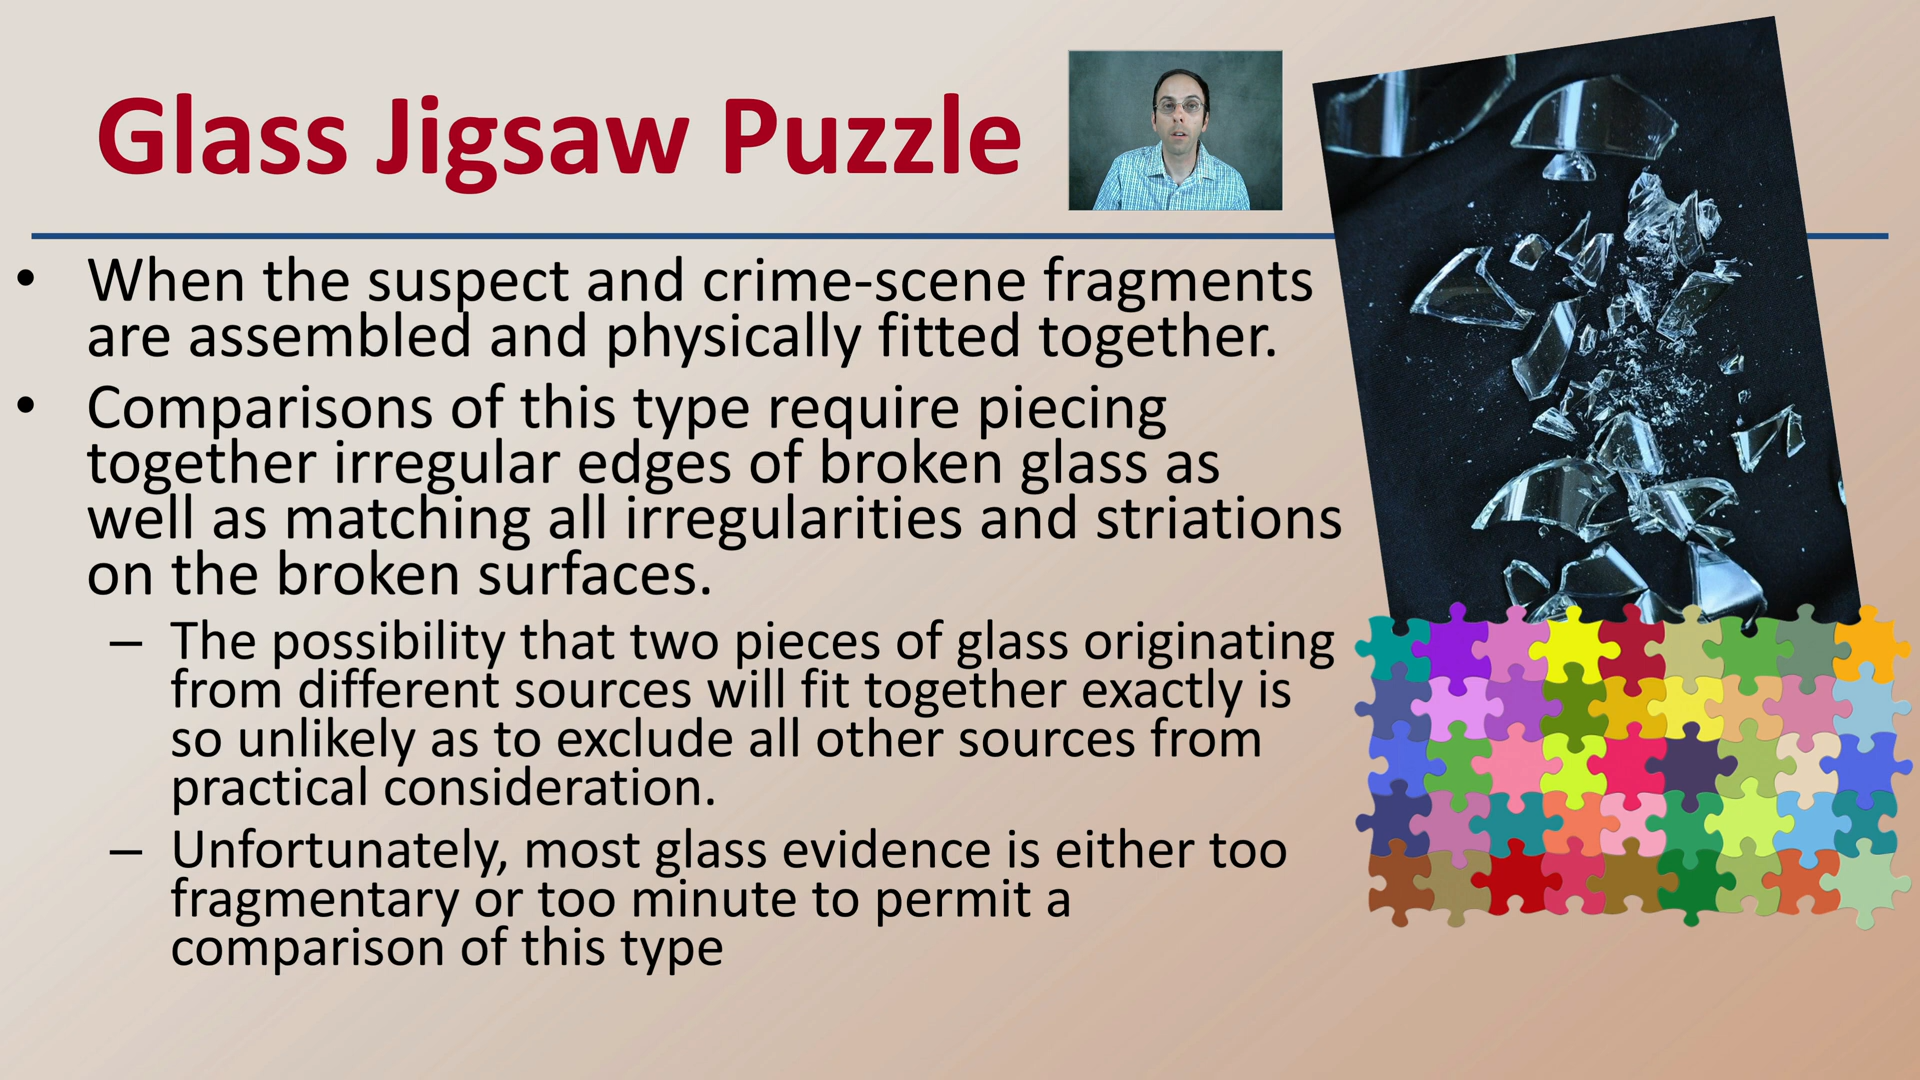 Glass Jigsaw Puzzle
• When the suspect and crime-scene fragments
are assembled and physically fitted together.
• Comparisons of this type require piecing
together irregular edges of broken glass as
well as matching all irregularities and striations
on the broken surfaces.
– The possibility that two pieces of glass originating
from different sources will fit together exactly is
so unlikely as to exclude all other sources from
practical consideration.
– Unfortunately, most glass evidence is either too
fragmentary or too minute to permit a
comparison of this type